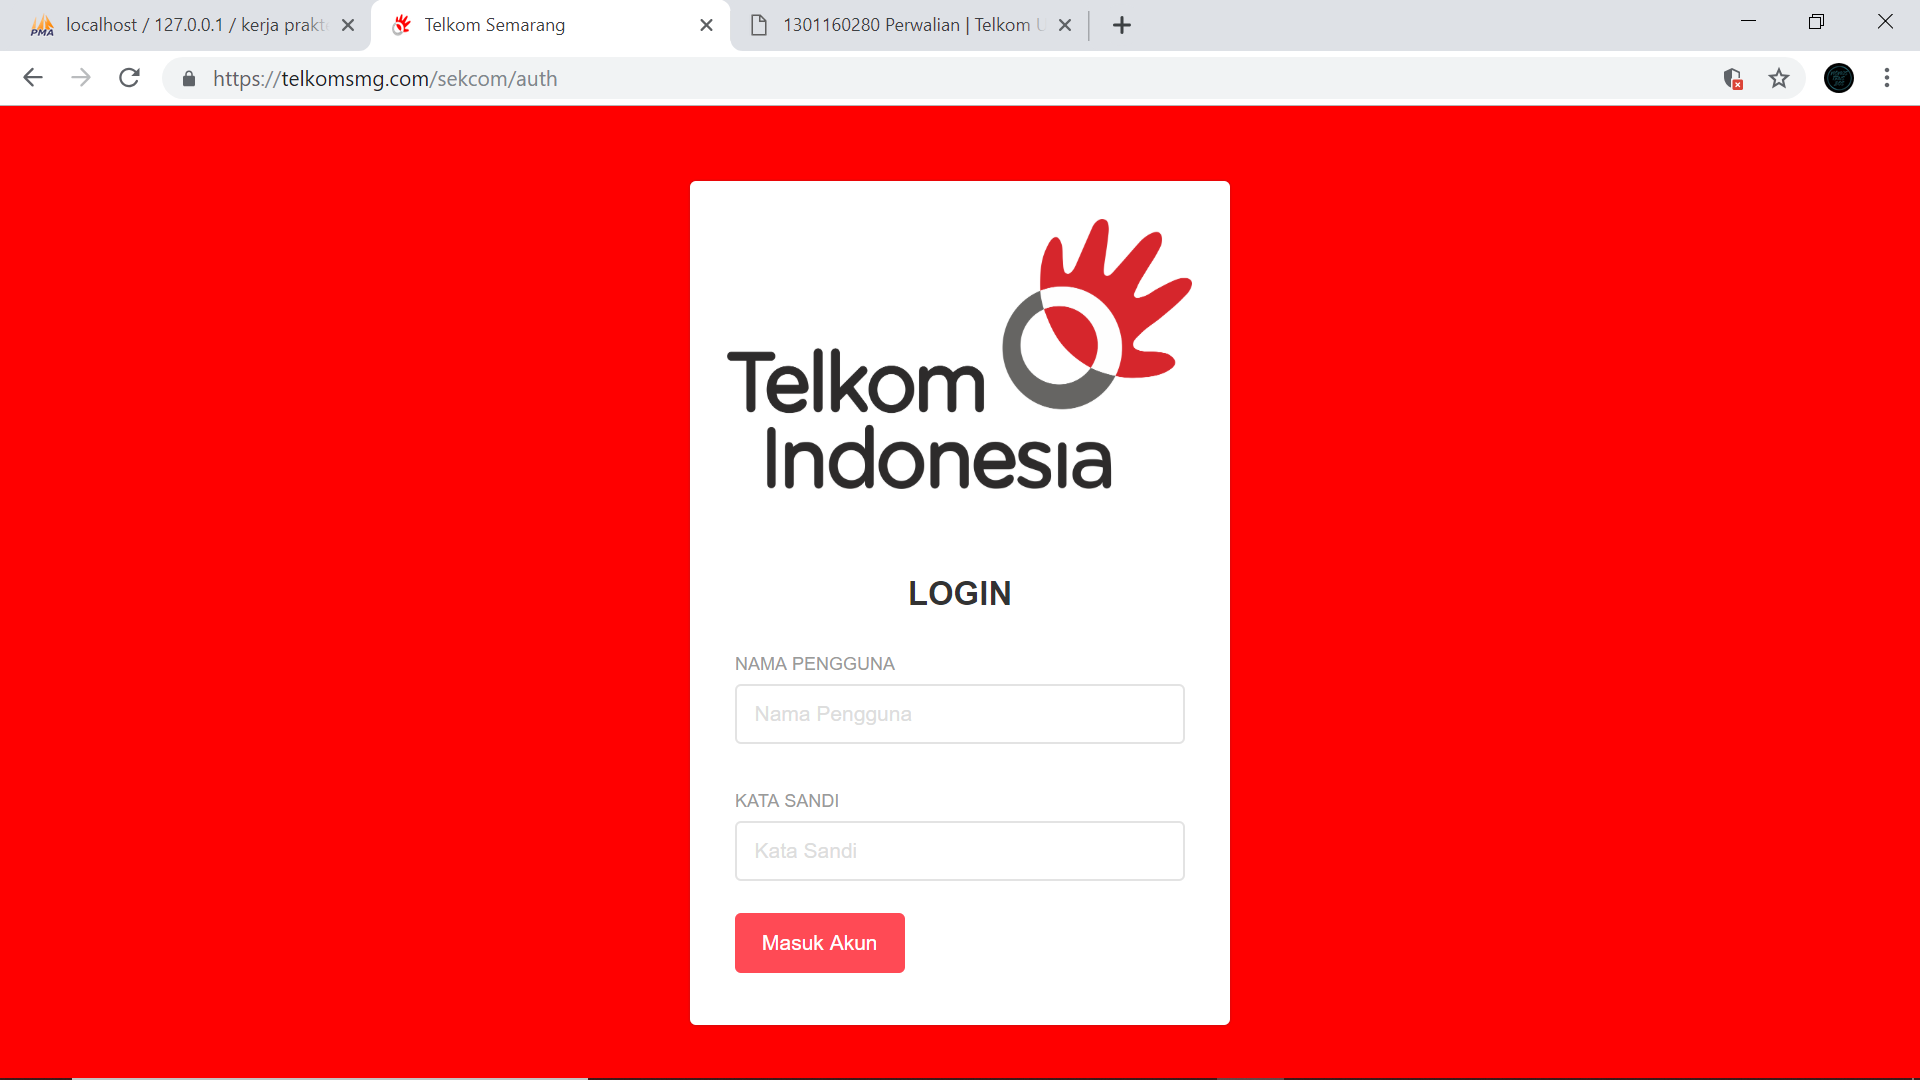 PMA
localhost / 127.0.0.1 / kerja prakt
Telkom Semarang
1301160280 Perwalian | Telkom U
https://telkomsmg.com/sekcom/auth
Telkom
Indonesia
LOGIN
NAMA PENGGUNA
Nama Pengguna
KATA SANDI
Kata Sandi
Masuk Akun